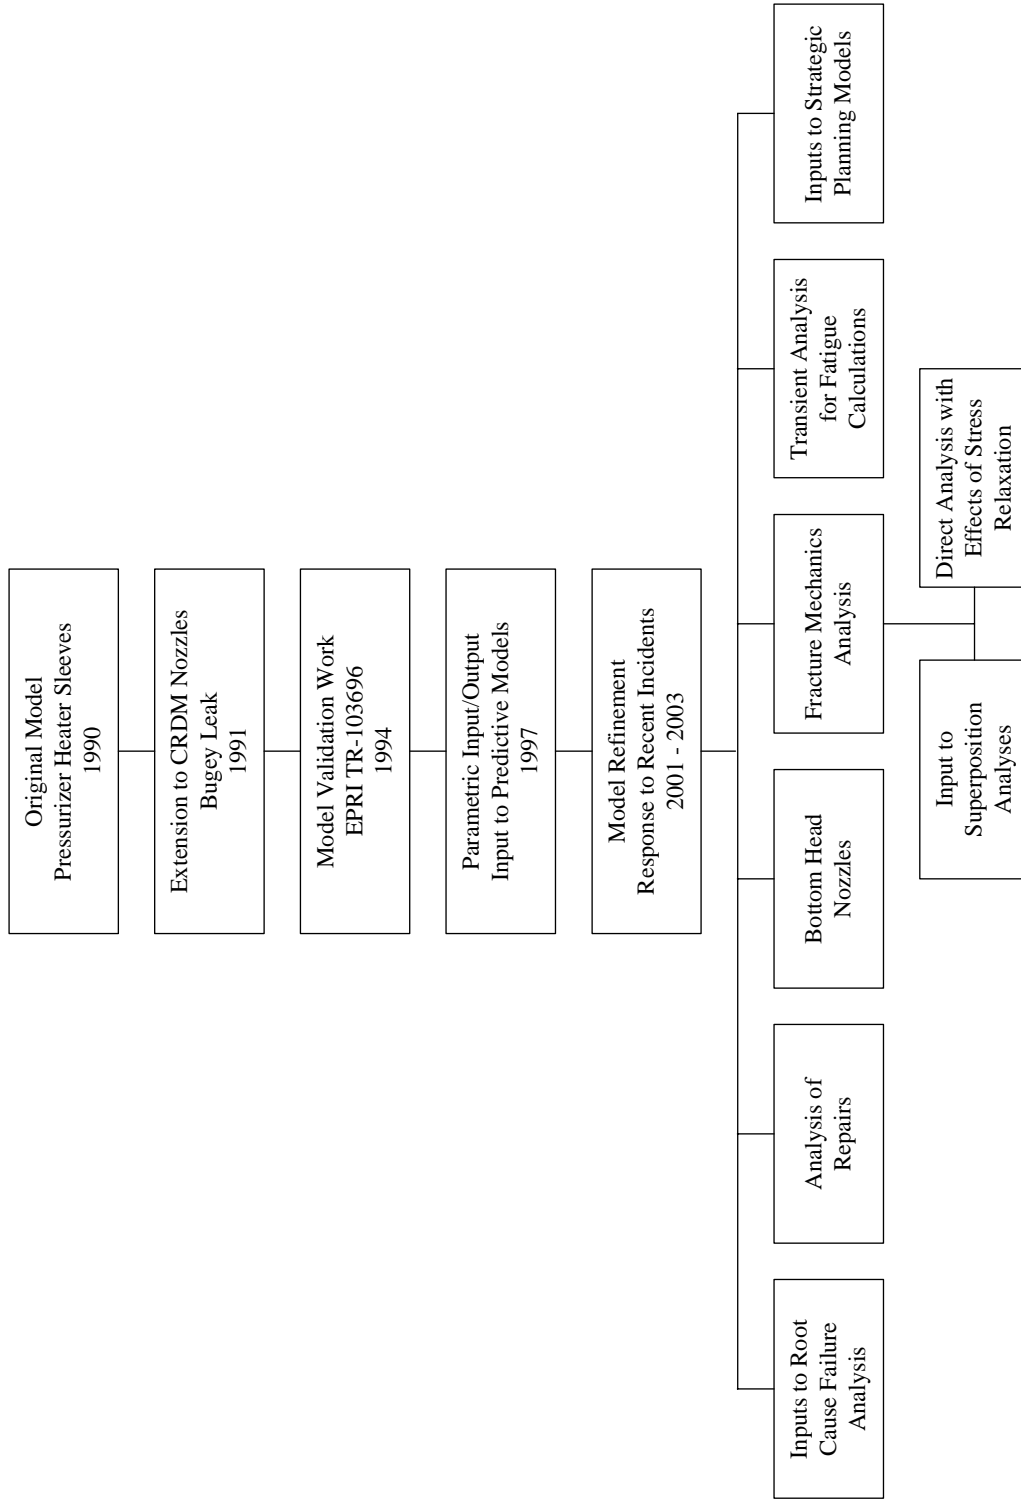 Original Model
Pressurizer Heater Sleeves
1990
Extension to CRDM Nozzles
Bugey Leak
1991
Model Validation Work
EPRI TR-103696
1994
Parametric Input/Output
Input to Predictive Models
1997
Model Refinement
Response to Recent Incidents
2001 - 2003
Inputs to Root
Cause Failure
Analysis
Analysis of
Repairs
Bottom Head
Nozzles
Fracture Mechanics
Analysis
Transient Analysis
for Fatigue
Calculations
Inputs to Strategic
Planning Models
Input to
Superposition
Analyses
Direct Analysis with
Effects of Stress
Relaxation